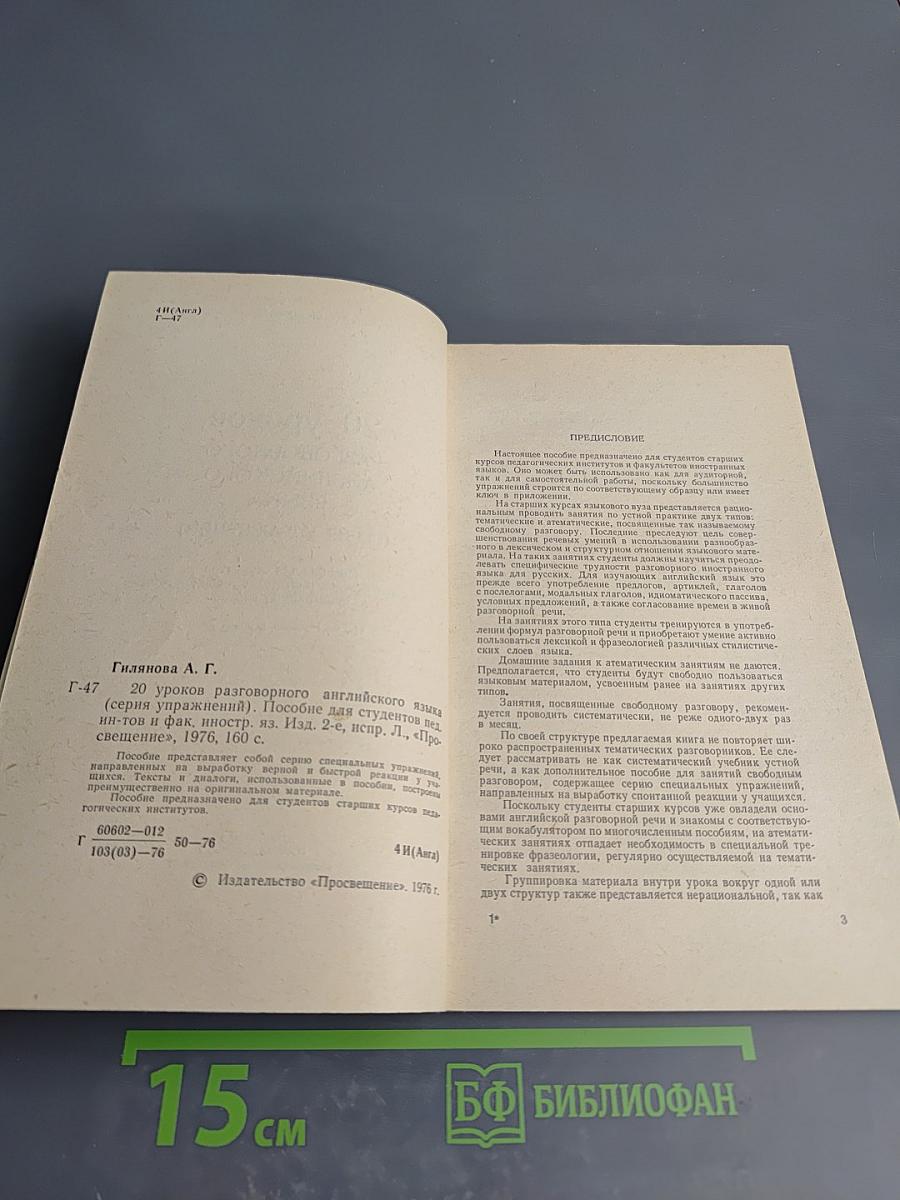 4И(Англ)
Г—47
Гилянова А. Г.
Г-47 20 уроков разговорного английского языка
(серия упражнений). Пособие для студентов пед.
ин-тов и фак. иностр. яз. Изд. 2-е, испр. Л., «Про-
свещение», 1976, 160 с.
Пособие представляет собой серию специальных упражнений,
направленных на выработку верной и быстрой реакции у уча-
щихся. Тексты и диалоги, использованные в пособии, построены
преимущественно на оригинальном материале.
Пособие предназначено для студентов старших курсов педа-
гогических институтов.
Г 60602—012
103(03)—76 50—76
4И(Англ)
© Издательство «Просвещение». 1976 г.
ПРЕДИСЛОВИЕ
Настоящее пособие предназначено для студентов старших
курсов педагогических институтов и факультетов иностранных
языков. Оно может быть использовано как для аудиторной,
так и для самостоятельной работы, поскольку большинство
упражнений строится по соответствующему образцу или имеет
ключ в приложении.
На старших курсах языкового вуза представляется рацио-
нальным проводить занятия по устной практике двух типов:
тематические и атематические, посвященные так называемому
свободному разговору. Последние преследуют цель совер-
шенствования речевых умений в использовании разнообраз-
ного в лексическом и структурном отношении языкового мате-
риала. На таких занятиях студенты должны научиться преодо-
левать специфические трудности разговорного иностранного
языка для русских. Для изучающих английский язык это
прежде всего употребление предлогов, артиклей, глаголов
с послелогами, модальных глаголов, идиоматического пассива,
условных предложений, а также согласование времен в живой
разговорной речи.
На занятиях этого типа студенты тренируются в употреб-
лении формул разговорной речи и приобретают умение активно
пользоваться лексикой и фразеологией различных стилистиче-
ских слоев языка.
Домашние задания к атематическим занятиям не даются.
Предполагается, что студенты будут свободно пользоваться
языковым материалом, усвоенным ранее на занятиях других
типов.
Занятия, посвященные свободному разговору, рекомен-
дуется проводить систематически, не реже одного-двух раз
в месяц.
По своей структуре предлагаемая книга не повторяет ши-
роко распространенных тематических разговорников. Ее сле-
дует рассматривать не как систематический учебник устной
речи, а как дополнительное пособие для занятий свободным
разговором, содержащее серию специальных упражнений,
направленных на выработку спонтанной реакции у учащихся.
Поскольку студенты старших курсов уже овладели осно-
вами английской разговорной речи и знакомы с соответствую-
щим вокабулятором по многочисленным пособиям, на атемати-
ческих занятиях отпадает необходимость в специальной тре-
нировке фразеологии, регулярно осуществляемой на темати-
ческих занятиях.
Группировка материала внутри урока вокруг одной или
двух структур также представляется нерациональной, так как
1*
3
15 см
БФ БИБЛИОФАН